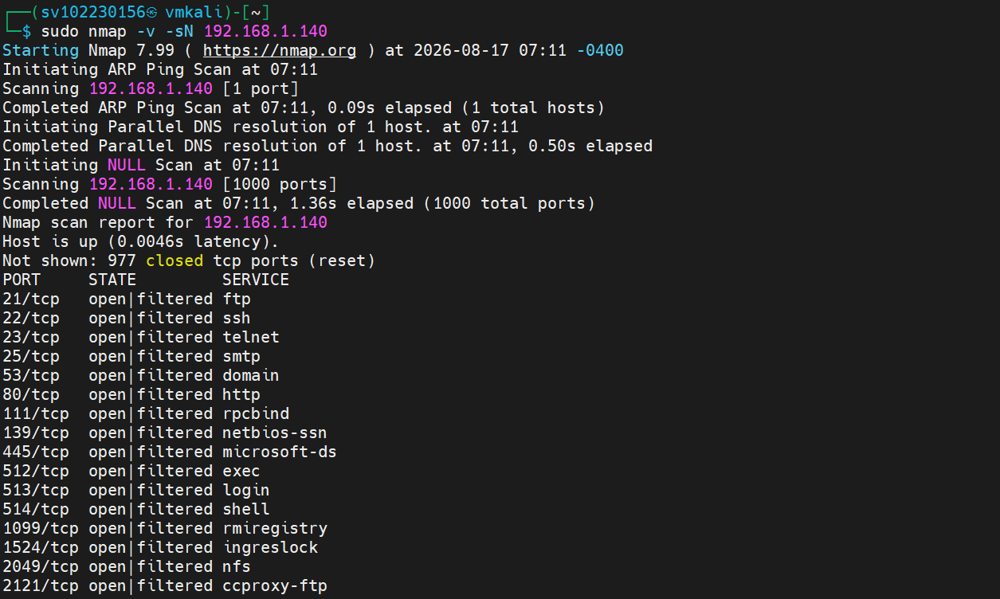 ┌──(sv102230156㉿ vmkali)-[~]
└─$ sudo nmap -v -sN 192.168.1.140
Starting Nmap 7.99 ( https://nmap.org ) at 2026-08-17 07:11 -0400
Initiating ARP Ping Scan at 07:11
Scanning 192.168.1.140 [1 port]
Completed ARP Ping Scan at 07:11, 0.09s elapsed (1 total hosts)
Initiating Parallel DNS resolution of 1 host. at 07:11
Completed Parallel DNS resolution of 1 host. at 07:11, 0.50s elapsed
Initiating NULL Scan at 07:11
Scanning 192.168.1.140 [1000 ports]
Completed NULL Scan at 07:11, 1.36s elapsed (1000 total ports)
Nmap scan report for 192.168.1.140
Host is up (0.0046s latency).
Not shown: 977 closed tcp ports (reset)
PORT     STATE         SERVICE
21/tcp   open|filtered ftp
22/tcp   open|filtered ssh
23/tcp   open|filtered telnet
25/tcp   open|filtered smtp
53/tcp   open|filtered domain
80/tcp   open|filtered http
111/tcp  open|filtered rpcbind
139/tcp  open|filtered netbios-ssn
445/tcp  open|filtered microsoft-ds
512/tcp  open|filtered exec
513/tcp  open|filtered login
514/tcp  open|filtered shell
1099/tcp open|filtered rmiregistry
1524/tcp open|filtered ingreslock
2049/tcp open|filtered nfs
2121/tcp open|filtered ccproxy-ftp